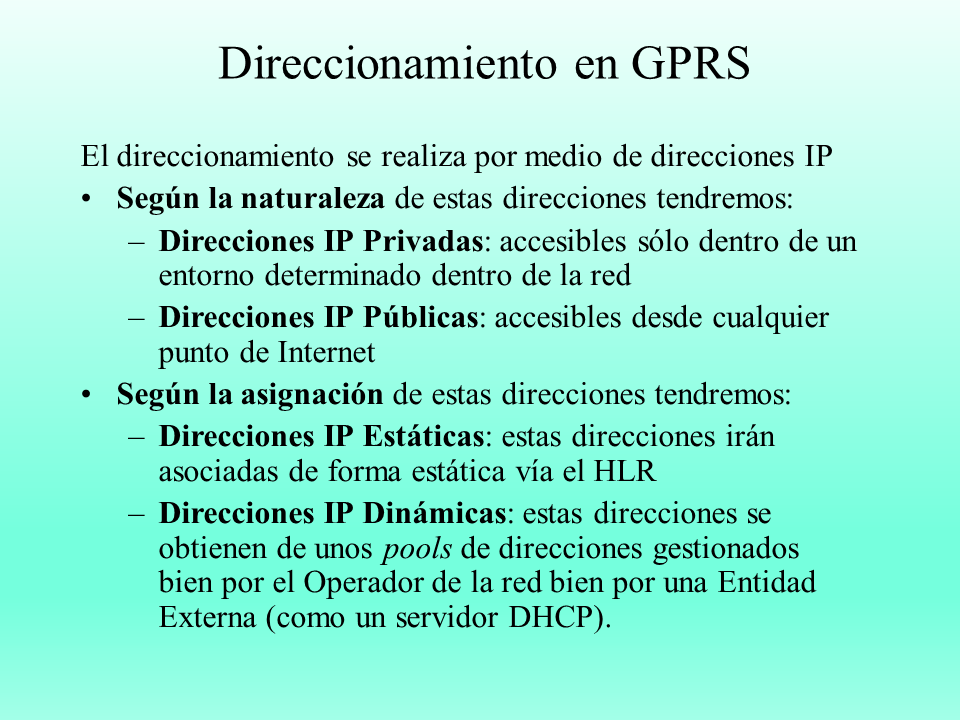 Direccionamiento en GPRS
El direccionamiento se realiza por medio de direcciones IP
• Según la naturaleza de estas direcciones tendremos:
– Direcciones IP Privadas: accesibles sólo dentro de un
entorno determinado dentro de la red
– Direcciones IP Públicas: accesibles desde cualquier
punto de Internet
• Según la asignación de estas direcciones tendremos:
– Direcciones IP Estáticas: estas direcciones irán
asociadas de forma estática vía el HLR
– Direcciones IP Dinámicas: estas direcciones se
obtienen de unos pools de direcciones gestionados
bien por el Operador de la red bien por una Entidad
Externa (como un servidor DHCP).